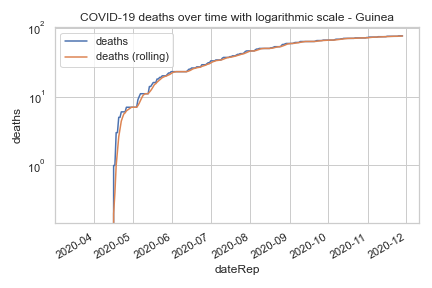 COVID-19 deaths over time with logarithmic scale - Guinea
deaths
deaths (rolling)
10²
10¹
10⁰
deaths
2020-04
2020-05
2020-06
2020-07
2020-08
2020-09
2020-10
2020-11
2020-12
dateRep